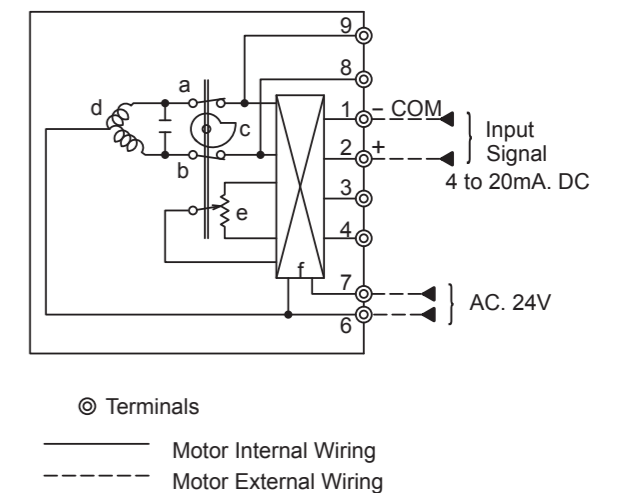 9
8
a
1 – COM
d
c
Input
2 +
Signal
b
4 to 20mA. DC
3
e
4
f
7
AC. 24V
6
Terminals
Motor Internal Wiring
Motor External Wiring